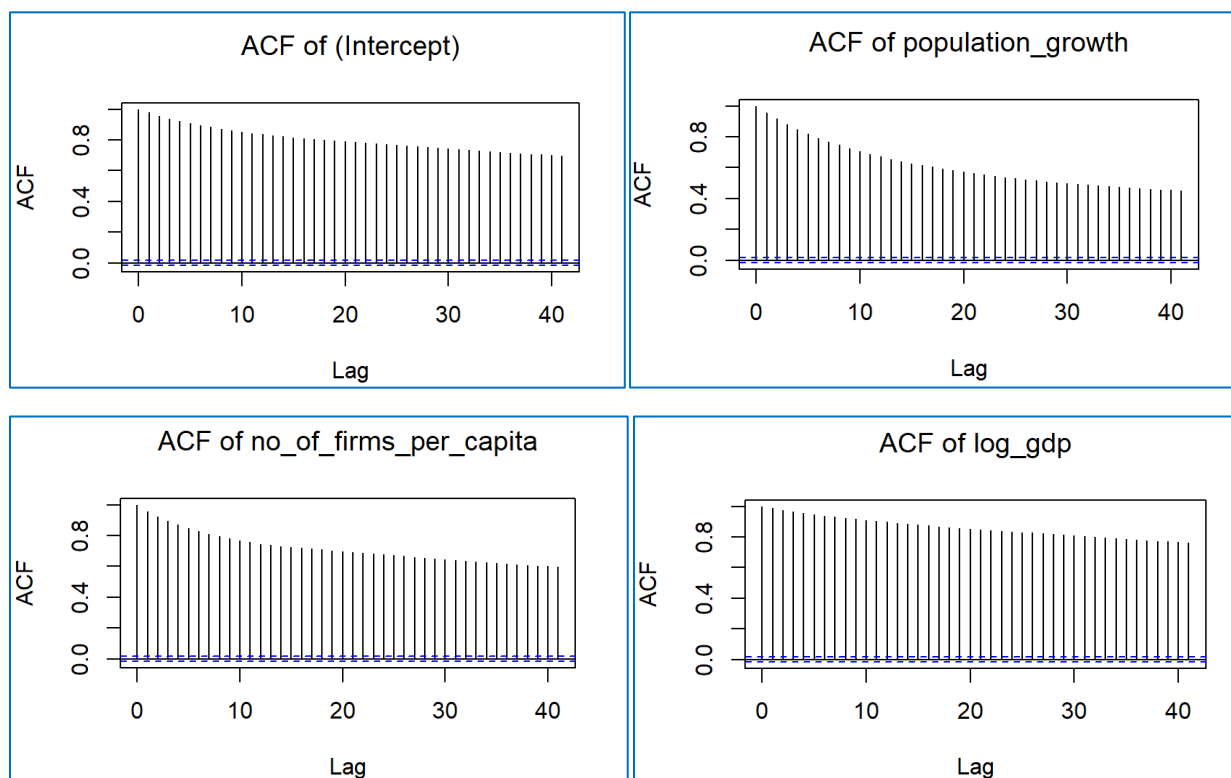 ACF of (Intercept)
ACF
0.0 0.4 0.8
0 10 20 30 40
Lag
ACF of population_growth
ACF
0.0 0.4 0.8
0 10 20 30 40
Lag
ACF of no_of_firms_per_capita
ACF
0.0 0.4 0.8
0 10 20 30 40
Lag
ACF of log_gdp
ACF
0.0 0.4 0.8
0 10 20 30 40
Lag